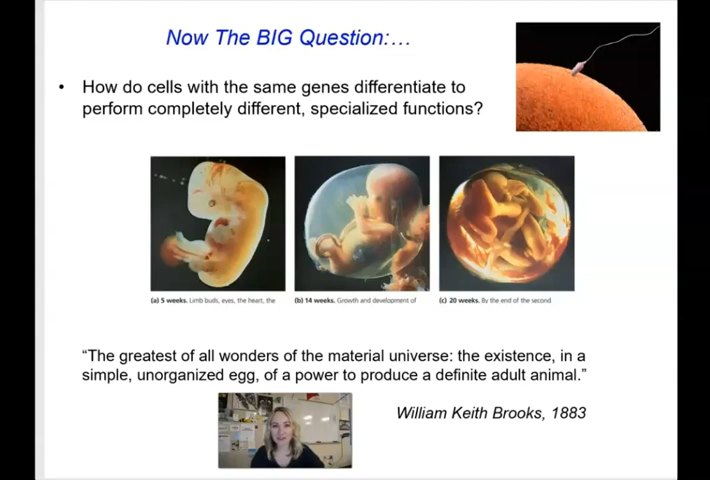 Now The BIG Question:…
• How do cells with the same genes differentiate to
perform completely different, specialized functions?
(a) 5 weeks. Limb buds, eyes, the heart, the
(b) 14 weeks. Growth and development of
(c) 20 weeks. By the end of the second
“The greatest of all wonders of the material universe: the existence, in a
simple, unorganized egg, of a power to produce a definite adult animal.”
William Keith Brooks, 1883